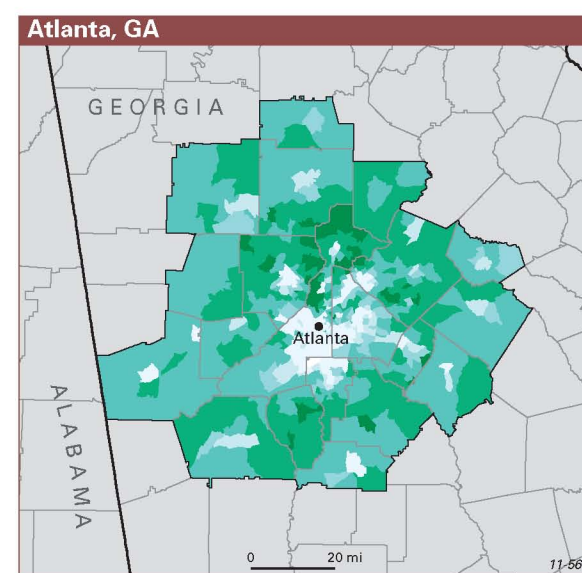 Atlanta, GA
GEORGIA
Atlanta
ALABAMA
0 20 mi
11-56